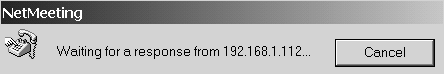 NetMeeting
Waiting for a response from 192.168.1.112...
Cancel